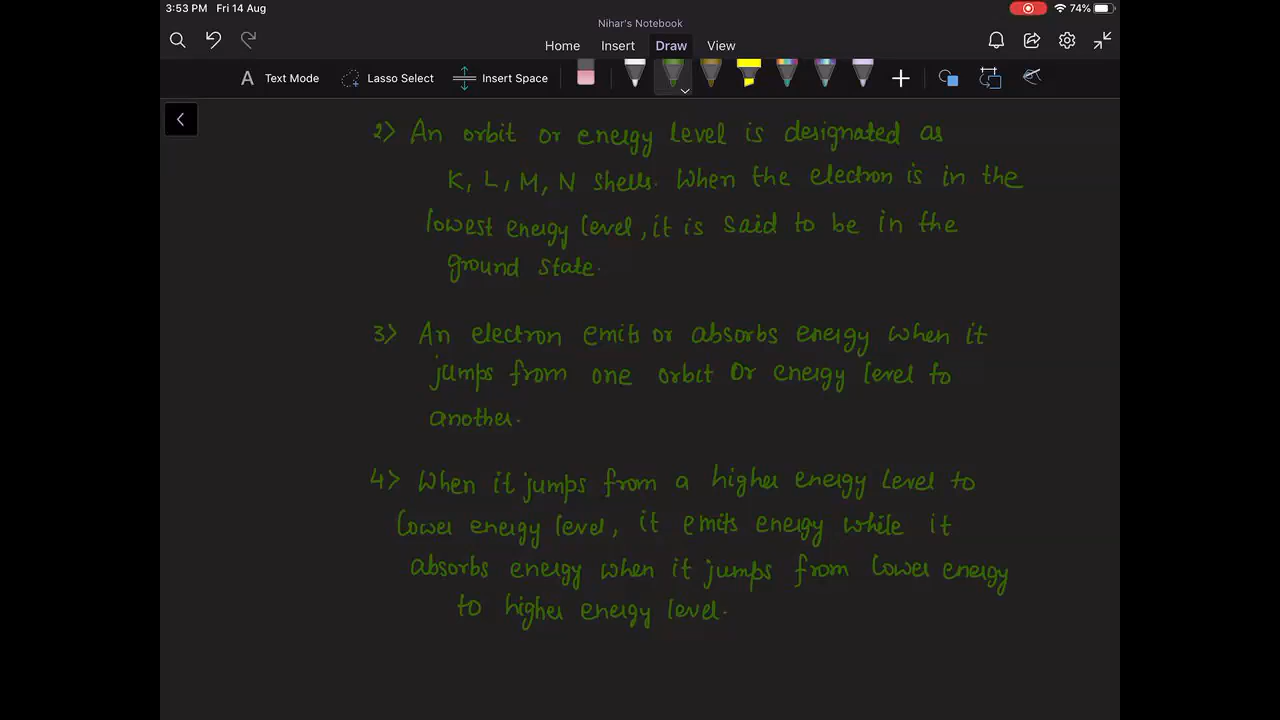 3:53 PM Fri 14 Aug
74%
Nihar's Notebook
Home Insert Draw View
Text Mode Lasso Select Insert Space
2> An orbit or energy level is designated as
K, L, M, N shells. When the electron is in the
lowest energy level, it is said to be in the
ground state.
3> An electron emits or absorbs energy when it
jumps from one orbit or energy level to
another.
4> When it jumps from a higher energy level to
lower energy level, it emits energy while it
absorbs energy when it jumps from lower energy
to higher energy level.